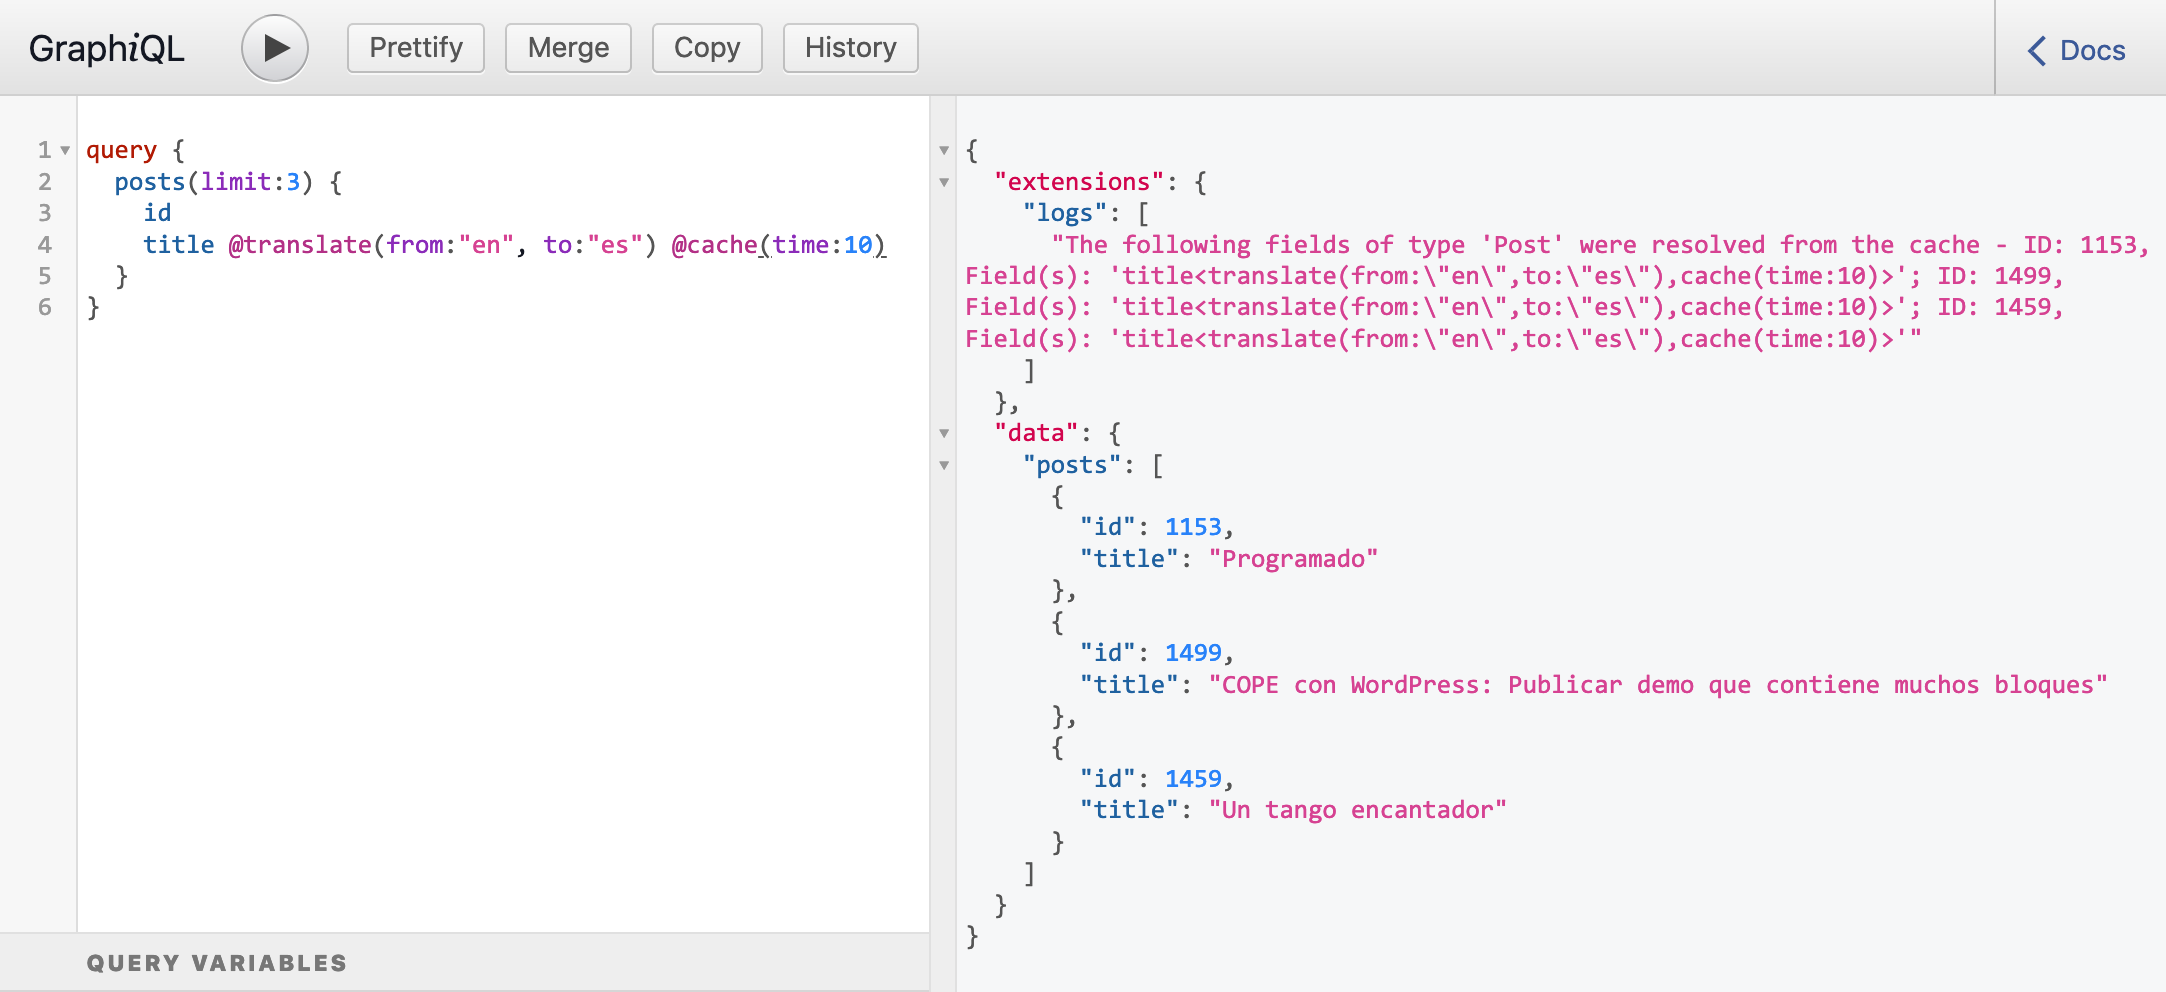 GraphiQL
Prettify
Merge
Copy
History
Docs
1 query {
2   posts(limit:3) {
3     id
4     title @translate(from:"en", to:"es") @cache(time:10)
5   }
6 }
QUERY VARIABLES
{
  "extensions": {
    "logs": [
      "The following fields of type 'Post' were resolved from the cache - ID: 1153,
Field(s): 'title<translate(from:\"en\",to:\"es\"),cache(time:10)>'; ID: 1499,
Field(s): 'title<translate(from:\"en\",to:\"es\"),cache(time:10)>'; ID: 1459,
Field(s): 'title<translate(from:\"en\",to:\"es\"),cache(time:10)>'"
    ]
  },
  "data": {
    "posts": [
      {
        "id": 1153,
        "title": "Programado"
      },
      {
        "id": 1499,
        "title": "COPE con WordPress: Publicar demo que contiene muchos bloques"
      },
      {
        "id": 1459,
        "title": "Un tango encantador"
      }
    ]
  }
}